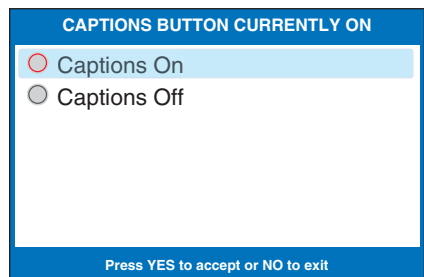 CAPTIONS BUTTON CURRENTLY ON
Captions On
Captions Off
Press YES to accept or NO to exit